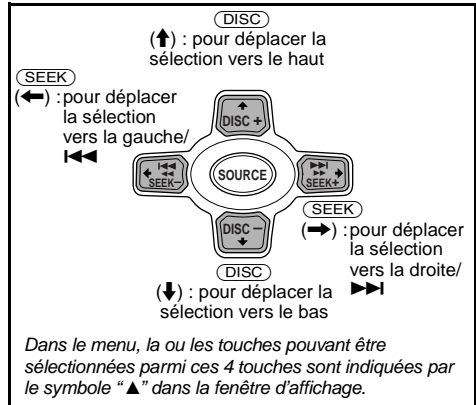 DISC
(⬆) : pour déplacer la
sélection vers le haut
SEEK
(⬅) : pour déplacer
la sélection
vers la gauche/
⏮
DISC +
SEEK–
SOURCE
SEEK+
DISC –
SEEK
(➡) : pour déplacer
la sélection
vers la droite/
⏭
DISC
(⬇) : pour déplacer la
sélection vers le bas
Dans le menu, la ou les touches pouvant être
sélectionnées parmi ces 4 touches sont indiquées par
le symbole “▲” dans la fenêtre d’affichage.